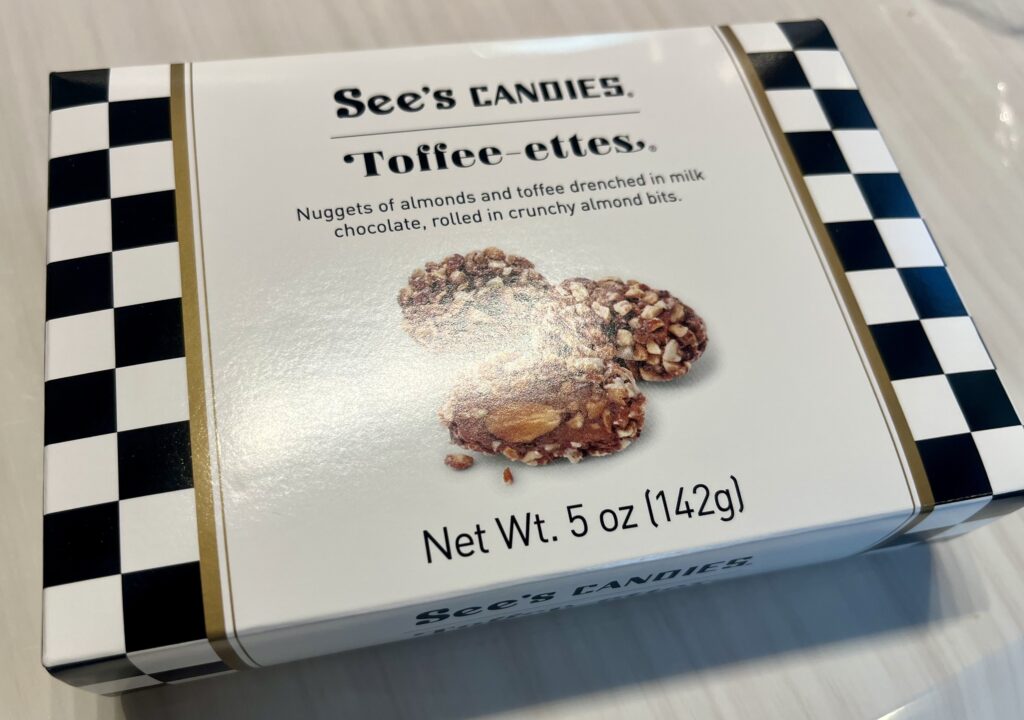 See's CANDIES®
Toffee-ettes®
Nuggets of almonds and toffee drenched in milk
chocolate, rolled in crunchy almond bits.
Net Wt. 5 oz (142g)
See's CANDIES